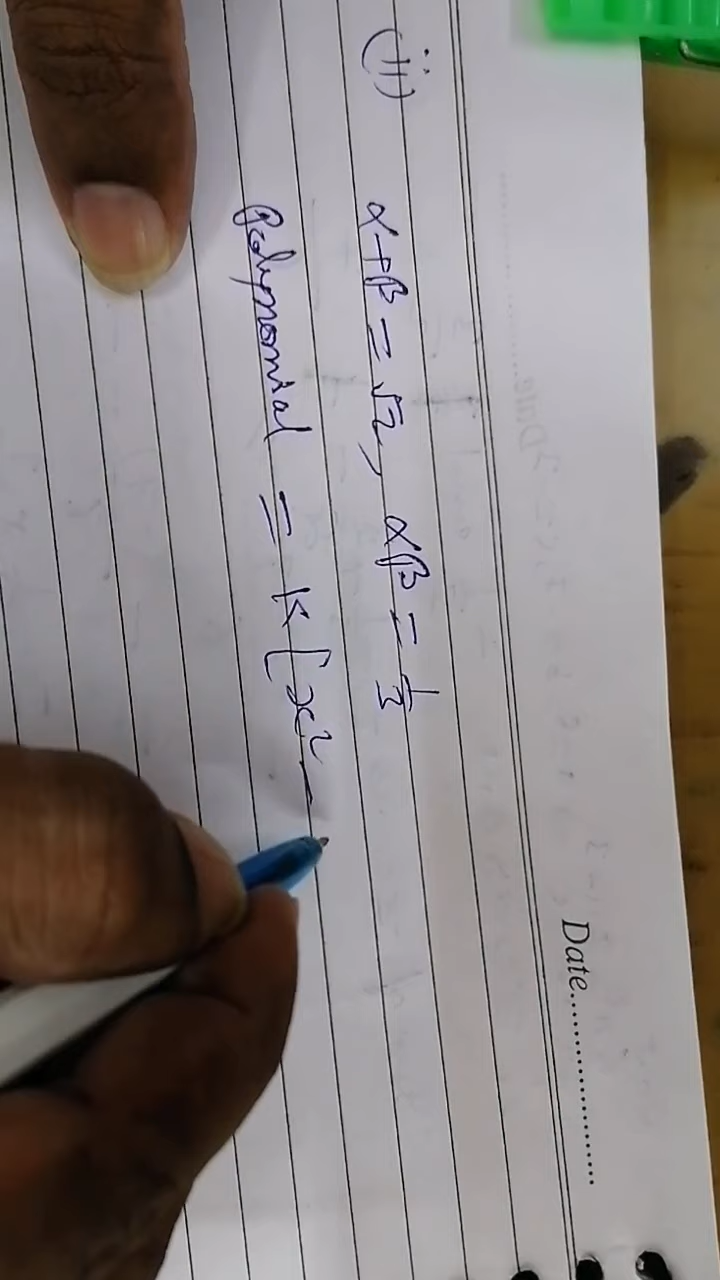 Date....................
(ii) α+β = √2, αβ = 1/3
Polynomial = K[x² –